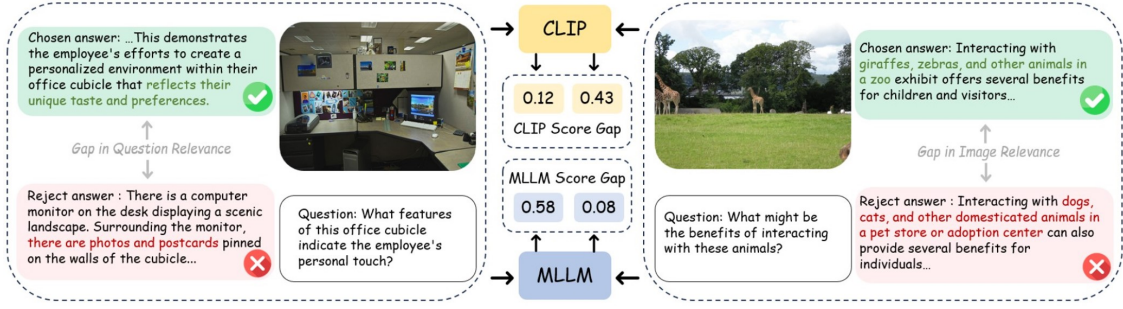 Chosen answer: ...This demonstrates
the employee's efforts to create a
personalized environment within their
office cubicle that reflects their
unique taste and preferences.
Gap in Question Relevance
Reject answer : There is a computer
monitor on the desk displaying a scenic
landscape. Surrounding the monitor,
there are photos and postcards pinned
on the walls of the cubicle...
Question: What features
of this office cubicle
indicate the employee's
personal touch?
CLIP
0.12 0.43
CLIP Score Gap
MLLM Score Gap
0.58 0.08
MLLM
Question: What might be
the benefits of interacting
with these animals?
Chosen answer: Interacting with
giraffes, zebras, and other animals in
a zoo exhibit offers several benefits
for children and visitors...
Gap in Image Relevance
Reject answer : Interacting with dogs,
cats, and other domesticated animals in
a pet store or adoption center can also
provide several benefits for
individuals...